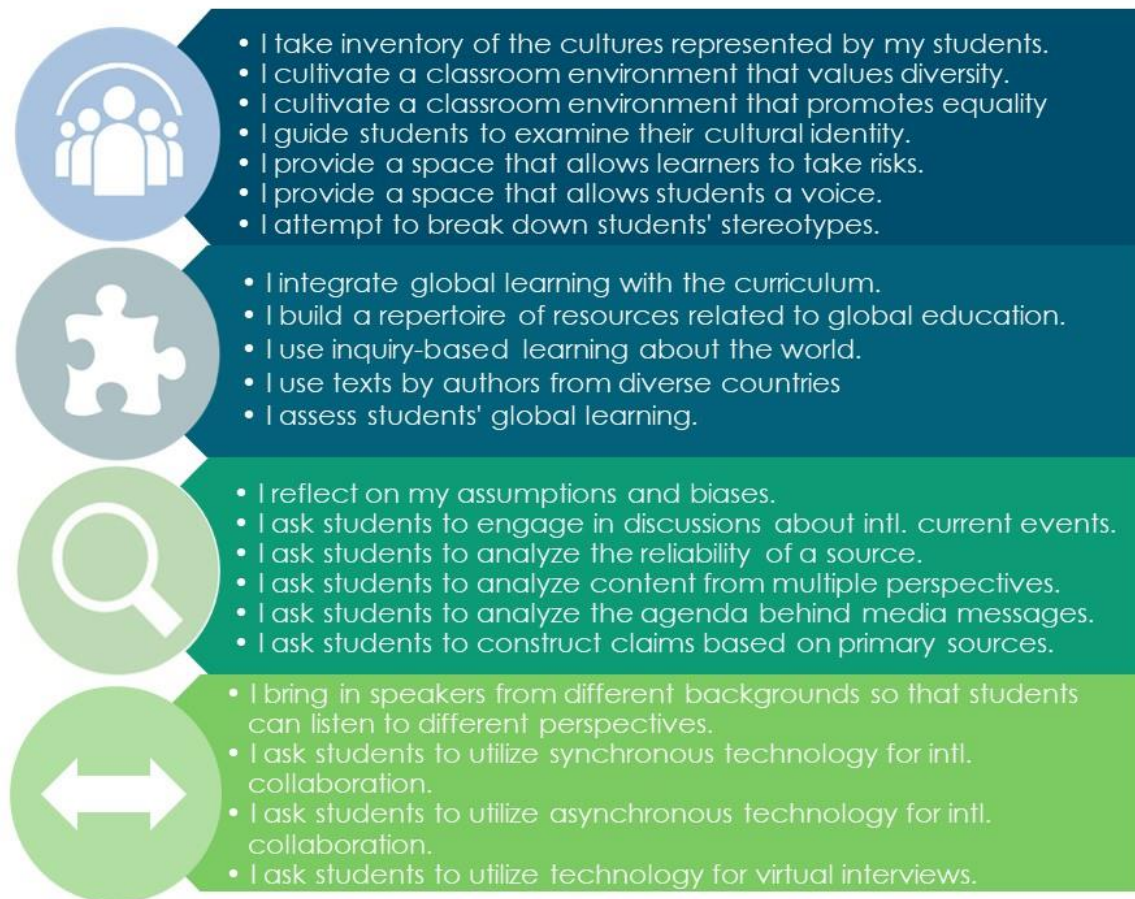 • I take inventory of the cultures represented by my students.
• I cultivate a classroom environment that values diversity.
• I cultivate a classroom environment that promotes equality
• I guide students to examine their cultural identity.
• I provide a space that allows learners to take risks.
• I provide a space that allows students a voice.
• I attempt to break down students' stereotypes.
• I integrate global learning with the curriculum.
• I build a repertoire of resources related to global education.
• I use inquiry-based learning about the world.
• I use texts by authors from diverse countries
• I assess students' global learning.
• I reflect on my assumptions and biases.
• I ask students to engage in discussions about intl. current events.
• I ask students to analyze the reliability of a source.
• I ask students to analyze content from multiple perspectives.
• I ask students to analyze the agenda behind media messages.
• I ask students to construct claims based on primary sources.
• I bring in speakers from different backgrounds so that students
can listen to different perspectives.
• I ask students to utilize synchronous technology for intl.
collaboration.
• I ask students to utilize asynchronous technology for intl.
collaboration.
• I ask students to utilize technology for virtual interviews.